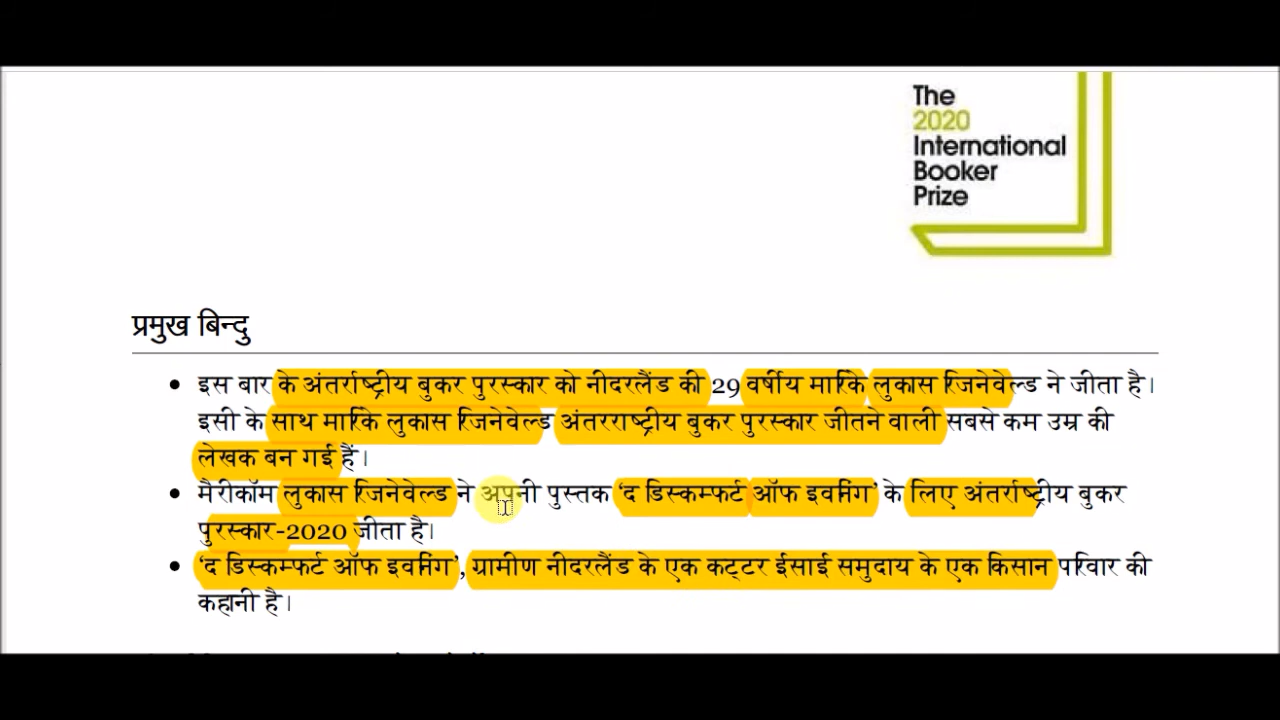 The
2020
International
Booker
Prize
प्रमुख बिन्दु
• इस बार के अंतर्राष्ट्रीय बुकर पुरस्कार को नीदरलैंड की 29 वर्षीय मारिके लुकास रिजनेवेल्ड ने जीता है।
इसी के साथ मारिके लुकास रिजनेवेल्ड अंतरराष्ट्रीय बुकर पुरस्कार जीतने वाली सबसे कम उम्र की
लेखक बन गई हैं।
• मैरीकॉम लुकास रिजनेवेल्ड ने अपनी पुस्तक ‘द डिस्कम्फर्ट ऑफ इवनिंग’ के लिए अंतर्राष्ट्रीय बुकर
पुरस्कार-2020 जीता है।
• ‘द डिस्कम्फर्ट ऑफ इवनिंग’, ग्रामीण नीदरलैंड के एक कट्टर ईसाई समुदाय के एक किसान परिवार की
कहानी है।